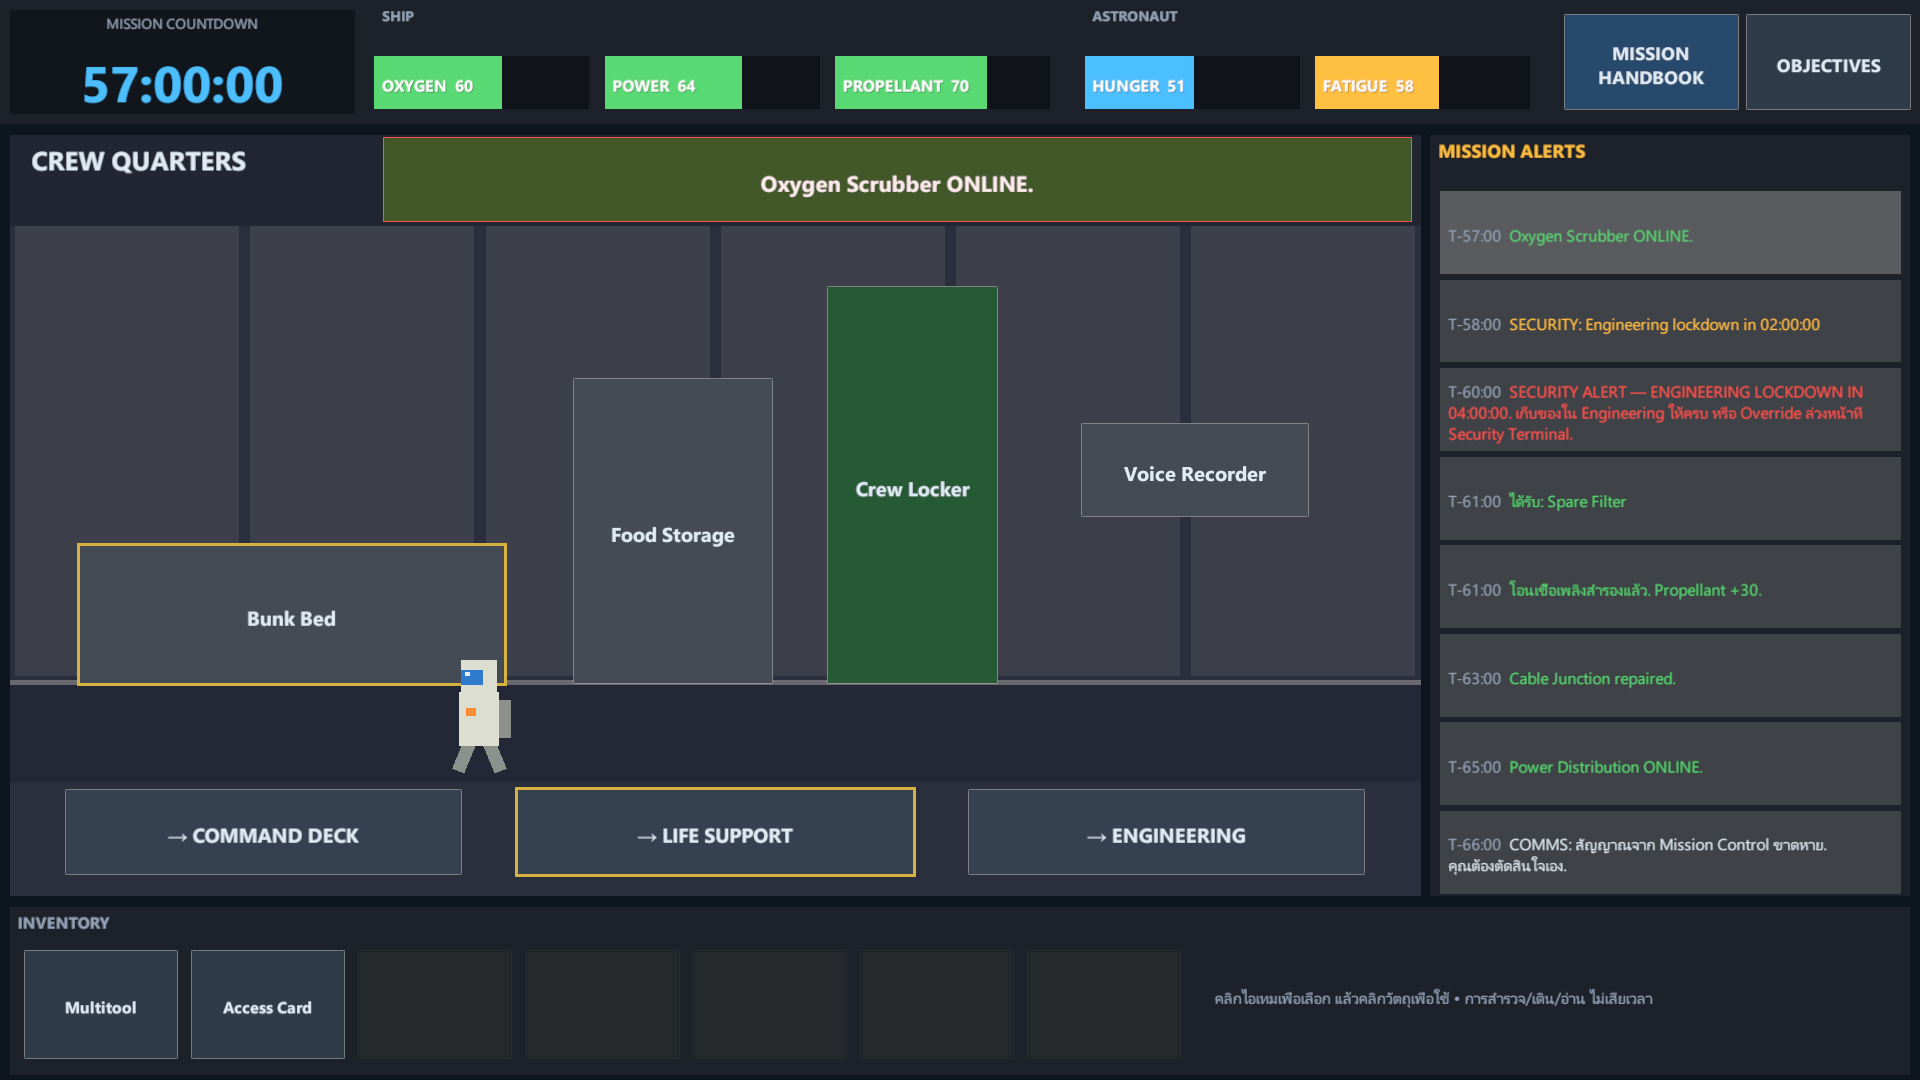 MISSION COUNTDOWN
57:00:00
SHIP
OXYGEN 60
POWER 64
PROPELLANT 70
ASTRONAUT
HUNGER 51
FATIGUE 58
MISSION
HANDBOOK
OBJECTIVES
CREW QUARTERS
Oxygen Scrubber ONLINE.
Bunk Bed
Food Storage
Crew Locker
Voice Recorder
→ COMMAND DECK
→ LIFE SUPPORT
→ ENGINEERING
MISSION ALERTS
T-57:00 Oxygen Scrubber ONLINE.
T-58:00 SECURITY: Engineering lockdown in 02:00:00
T-60:00 SECURITY ALERT — ENGINEERING LOCKDOWN IN
04:00:00. เก็บของใน Engineering ให้ครบ หรือ Override ล่วงหน้าที่
Security Terminal.
T-61:00 ได้รับ: Spare Filter
T-61:00 โอนเชื้อเพลิงสำรองแล้ว. Propellant +30.
T-63:00 Cable Junction repaired.
T-65:00 Power Distribution ONLINE.
T-66:00 COMMS: สัญญาณจาก Mission Control ขาดหาย.
คุณต้องตัดสินใจเอง.
INVENTORY
Multitool
Access Card
คลิกไอเทมเพื่อเลือก แล้วคลิกวัตถุเพื่อใช้ • การสำรวจ/เดิน/อ่าน ไม่เสียเวลา